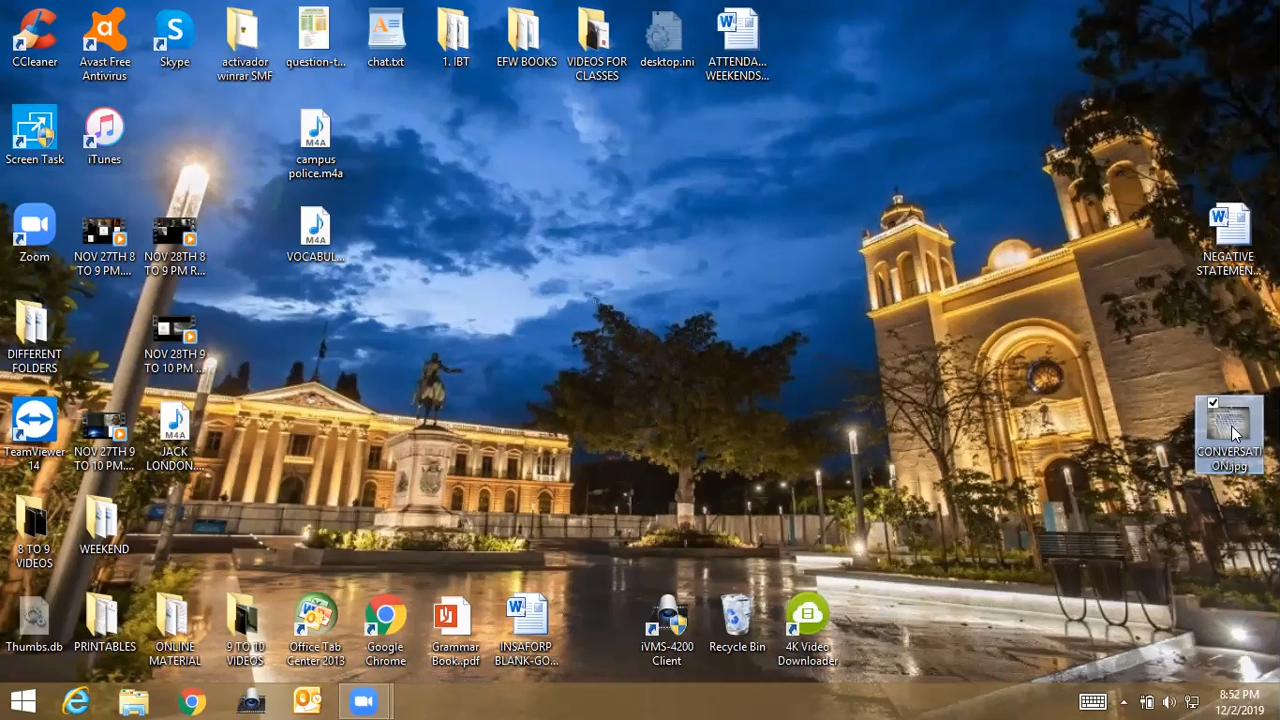 CCleaner
Avast Free
Antivirus
Skype
activador
winrar SMF
question-t...
chat.txt
1. IBT
EFW BOOKS
VIDEOS FOR
CLASSES
desktop.ini
ATTENDA...
WEEKENDS...
Screen Task
iTunes
M4A
campus
police.m4a
Zoom
NOV 27TH 8
TO 9 PM....
NOV 28TH 8
TO 9 PM R...
M4A
VOCABUL...
NEGATIVE
STATEMEN...
DIFFERENT
FOLDERS
NOV 28TH 9
TO 10 PM ...
TeamViewer
14
NOV 27TH 9
TO 10 PM....
M4A
JACK
LONDON....
CONVERSATI
ON.jpg
8 TO 9
VIDEOS
WEEKEND
Thumbs.db
PRINTABLES
ONLINE
MATERIAL
9 TO 10
VIDEOS
Office Tab
Center 2013
Google
Chrome
Grammar
Book..pdf
INSAFORP
BLANK-GO...
iVMS-4200
Client
Recycle Bin
4K Video
Downloader
8:52 PM
12/2/2019